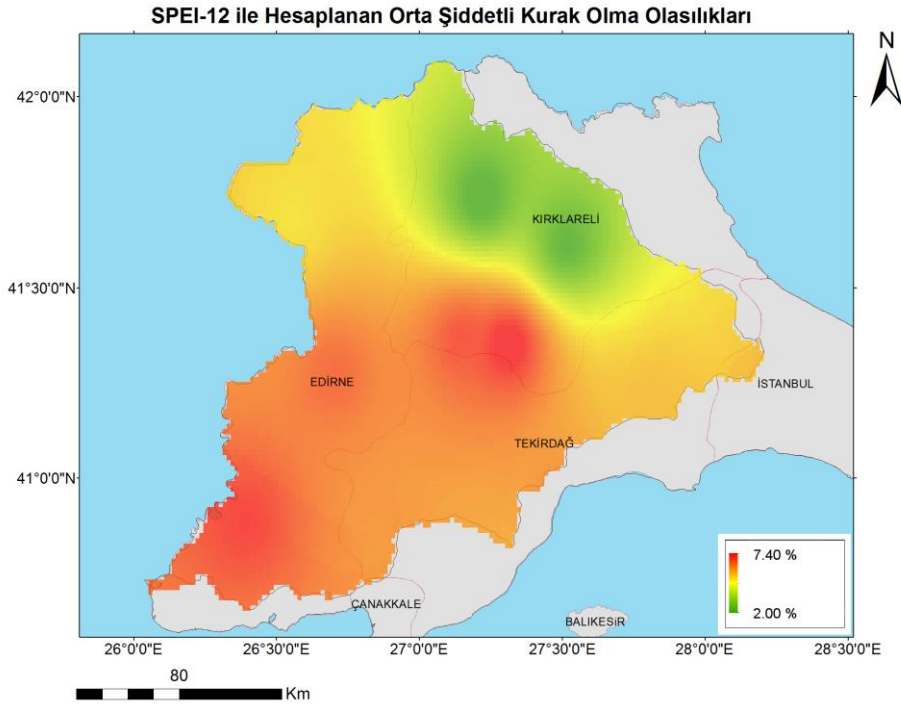 SPEI-12 ile Hesaplanan Orta Şiddetli Kurak Olma Olasılıkları
N
42°0'0"N
KIRKLARELİ
41°30'0"N
EDİRNE
İSTANBUL
TEKİRDAĞ
41°0'0"N
7.40 %
ÇANAKKALE
2.00 %
BALIKESİR
26°0'0"E 26°30'0"E 27°0'0"E 27°30'0"E 28°0'0"E 28°30'0"E
80
Km